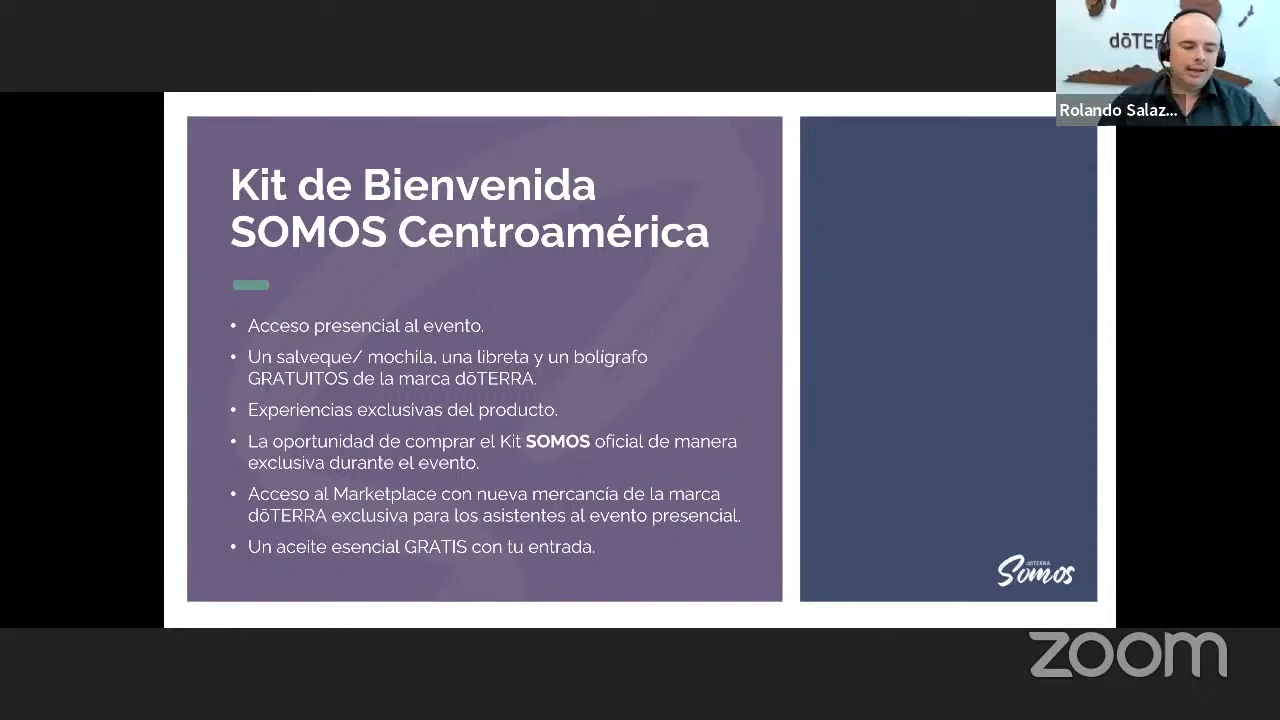 dōTE
Rolando Salaz...
Kit de Bienvenida
SOMOS Centroamérica
• Acceso presencial al evento.
• Un salveque/ mochila, una libreta y un bolígrafo
GRATUITOS de la marca dōTERRA.
• Experiencias exclusivas del producto.
• La oportunidad de comprar el Kit SOMOS oficial de manera
exclusiva durante el evento.
• Acceso al Marketplace con nueva mercancía de la marca
dōTERRA exclusiva para los asistentes al evento presencial.
• Un aceite esencial GRATIS con tu entrada.
dōTERRA
Somos
zoom